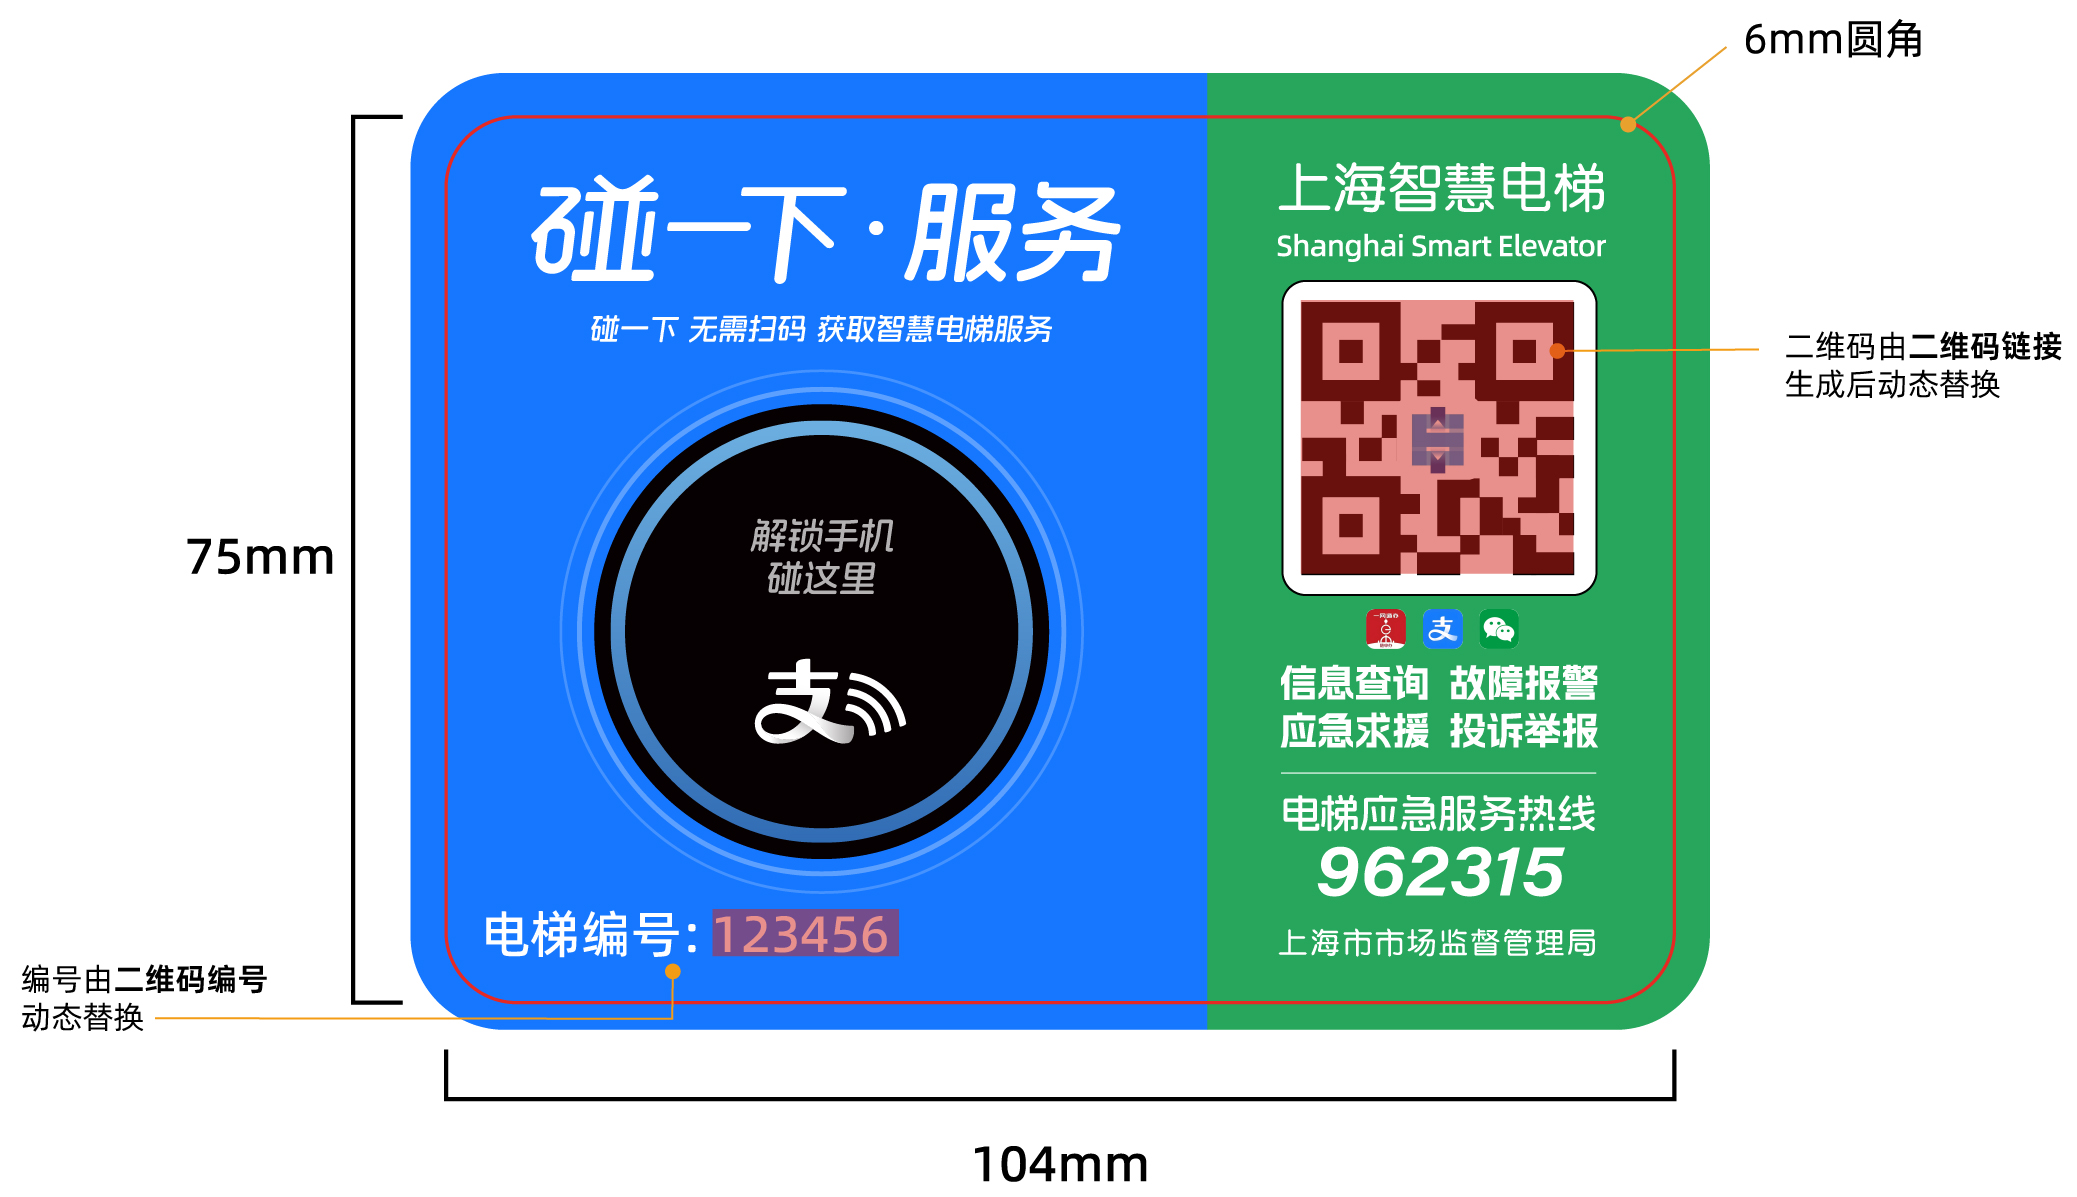 6mm圆角
碰一下·服务
碰一下 无需扫码 获取智慧电梯服务
解锁手机
碰这里
支
电梯编号：123456
上海智慧电梯
Shanghai Smart Elevator
支
信息查询 故障报警
应急求援 投诉举报
电梯应急服务热线
962315
上海市市场监督管理局
二维码由二维码链接
生成后动态替换
75mm
编号由二维码编号
动态替换
104mm